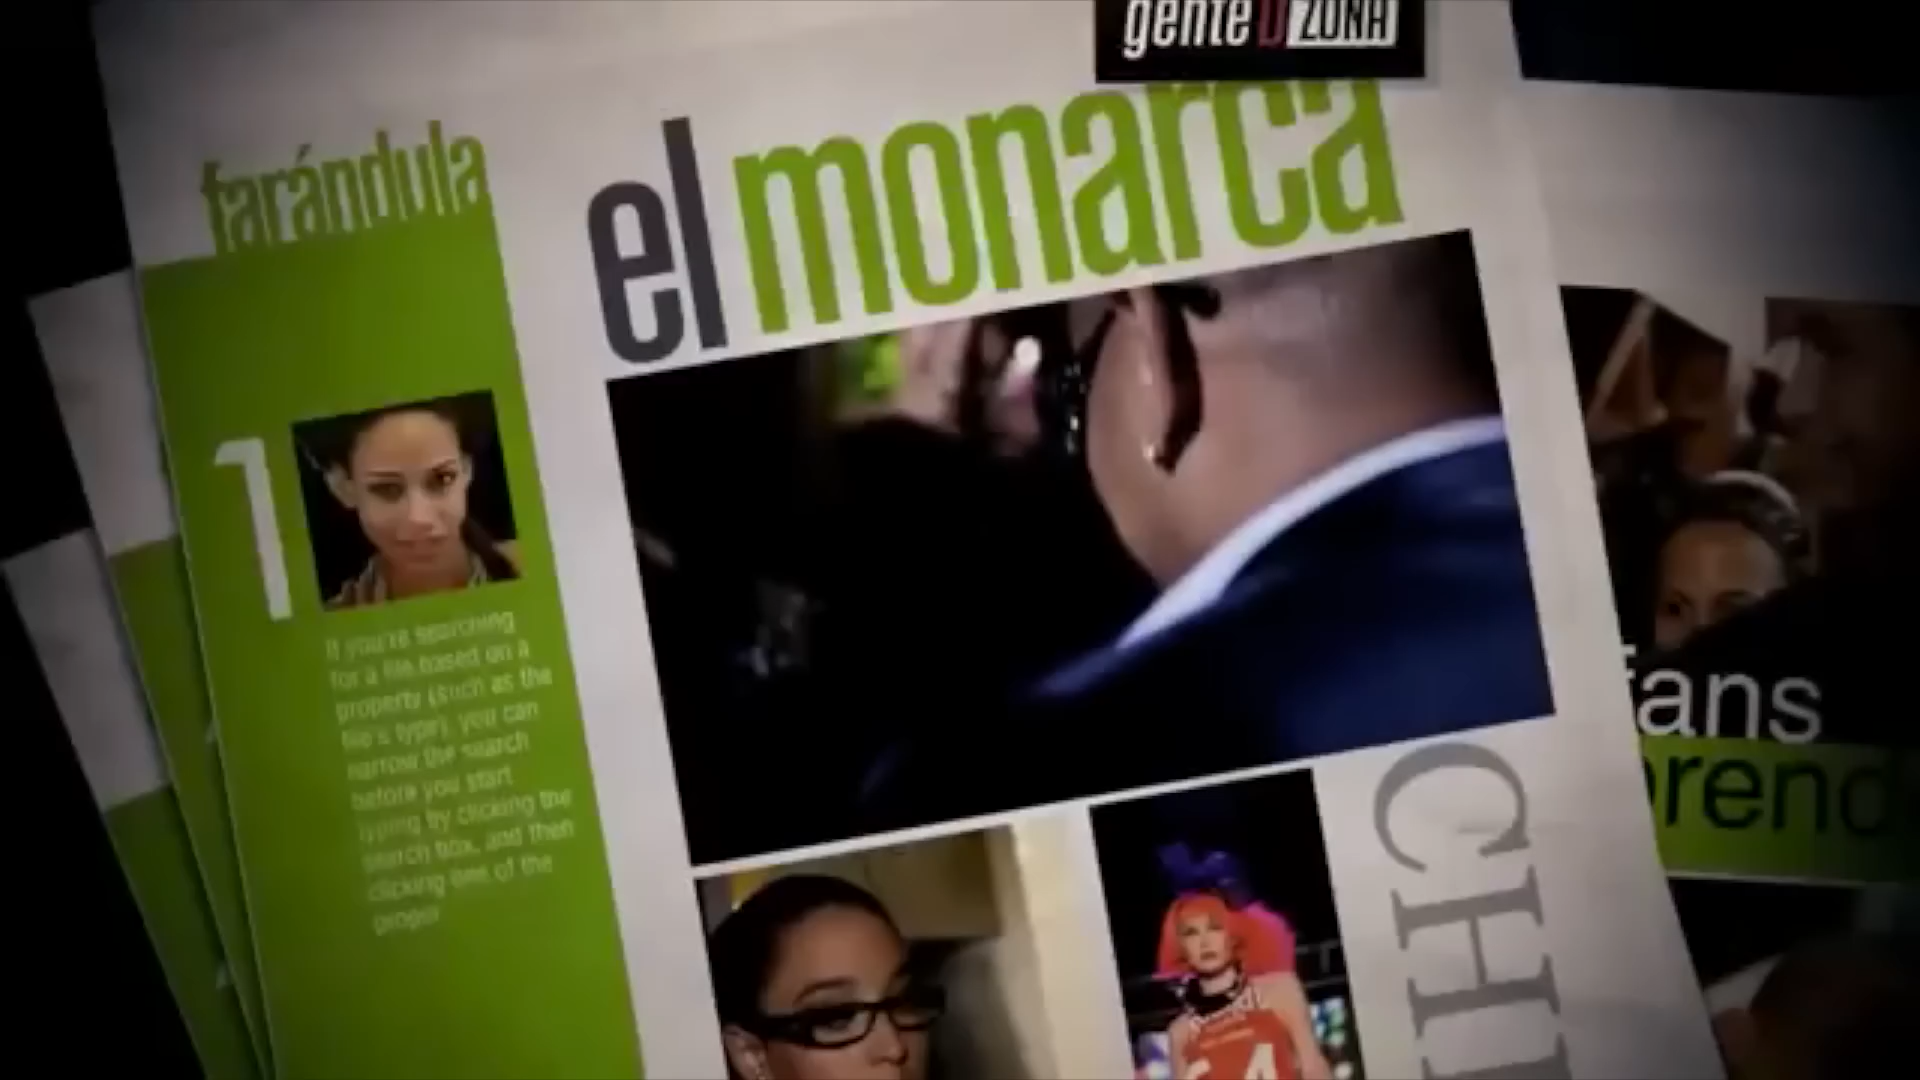 gente D ZONA
farándula
el monarca
1
If you're searching
for a file based on a
property (such as the
file's type), you can
narrow the search
before you start
typing by clicking the
search box, and then
clicking one of the
fans
CH